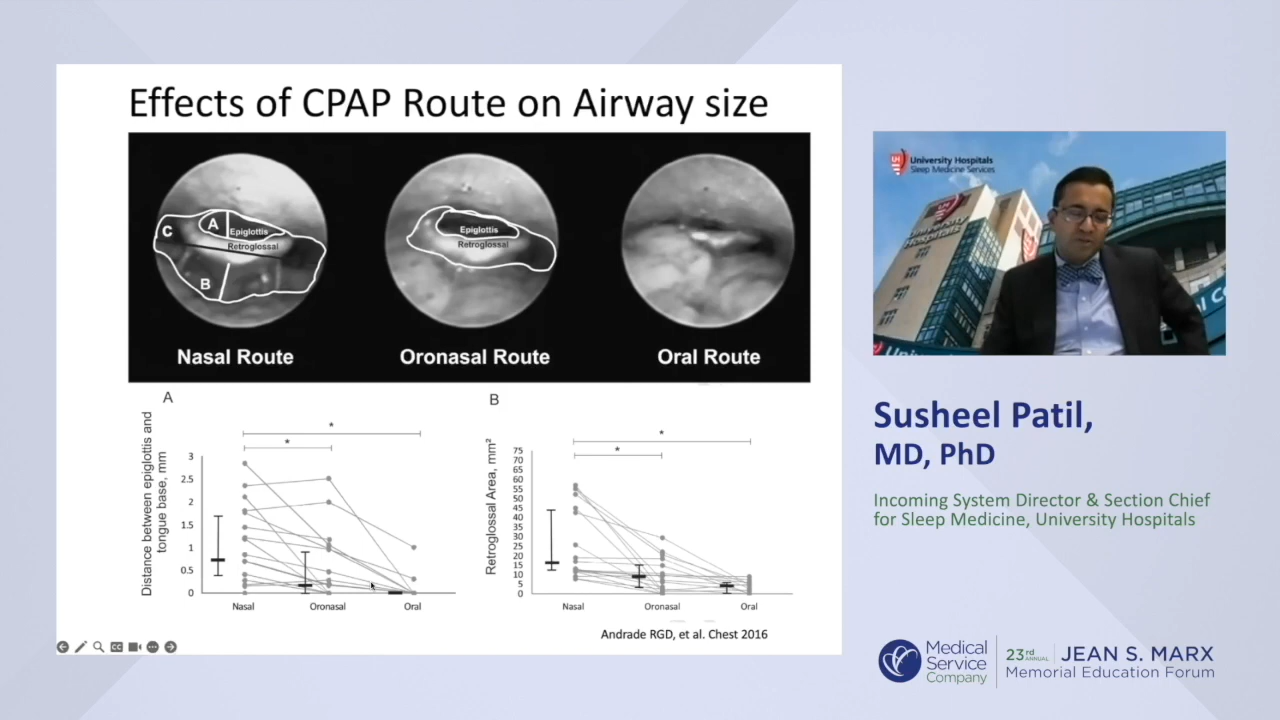 Effects of CPAP Route on Airway size
C
A
Epiglottis
Retroglossal
B
Epiglottis
Retroglossal
Nasal Route
Oronasal Route
Oral Route
A
*
*
Distance between epiglottis and
tongue base, mm
3
2.5
2
1.5
1
0.5
0
Nasal
Oronasal
Oral
B
*
*
Retroglossal Area, mm²
75
70
65
60
55
50
45
40
35
30
25
20
15
10
5
0
Nasal
Oronasal
Oral
Andrade RGD, et al. Chest 2016
CC
UH
University Hospitals
Sleep Medicine Services
University
Hospitals
Susheel Patil,
MD, PhD
Incoming System Director & Section Chief
for Sleep Medicine, University Hospitals
Medical
Service
Company
23rd
ANNUAL
JEAN S. MARX
Memorial Education Forum